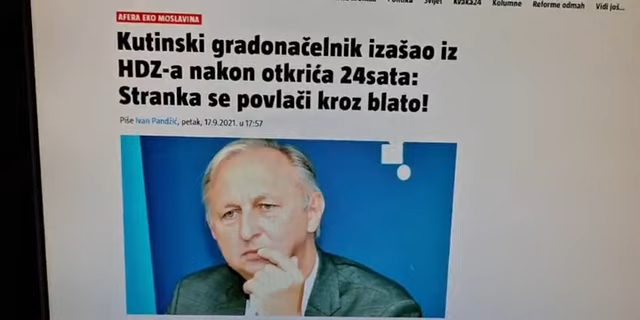 Politika Svijet Kvaka24 Kolumne Reforme odmah Vidi još...
AFERA EKO MOSLAVINA
Kutinski gradonačelnik izašao iz
HDZ-a nakon otkrića 24sata:
Stranka se povlači kroz blato!
Piše Ivan Pandžić, petak, 17.9.2021. u 17:57